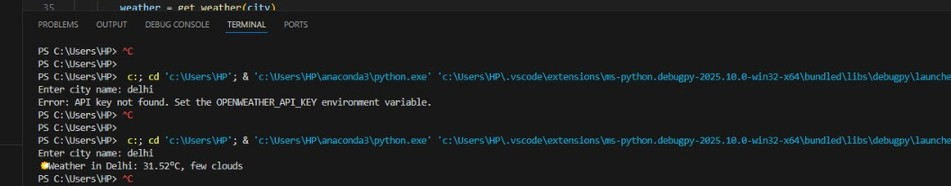 35 weather = get_weather(city)
PROBLEMS OUTPUT DEBUG CONSOLE TERMINAL PORTS
PS C:\Users\HP> ^C
PS C:\Users\HP>
PS C:\Users\HP> c:; cd 'c:\Users\HP'; & 'c:\Users\HP\anaconda3\python.exe' 'c:\Users\HP\.vscode\extensions\ms-python.debugpy-2025.10.0-win32-x64\bundled\libs\debugpy\launche
Enter city name: delhi
Error: API key not found. Set the OPENWEATHER_API_KEY environment variable.
PS C:\Users\HP> ^C
PS C:\Users\HP>
PS C:\Users\HP> c:; cd 'c:\Users\HP'; & 'c:\Users\HP\anaconda3\python.exe' 'c:\Users\HP\.vscode\extensions\ms-python.debugpy-2025.10.0-win32-x64\bundled\libs\debugpy\launche
Enter city name: delhi
Weather in Delhi: 31.52°C, few clouds
PS C:\Users\HP> ^C